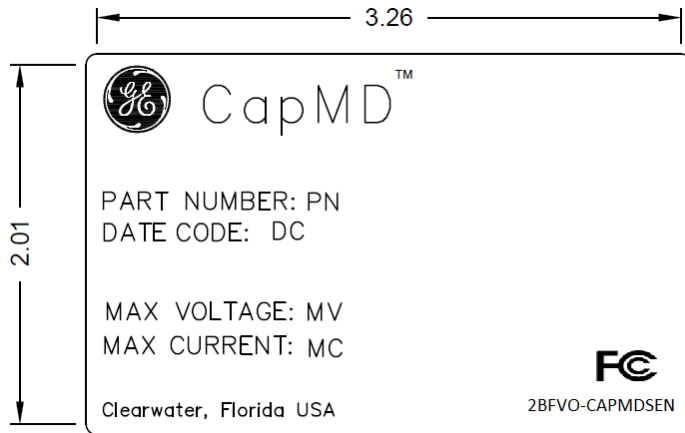 3.26
GE
CapMD™
2.01
PART NUMBER: PN
DATE CODE: DC
MAX VOLTAGE: MV
MAX CURRENT: MC
FC
2BFVO-CAPMDSEN
Clearwater, Florida USA